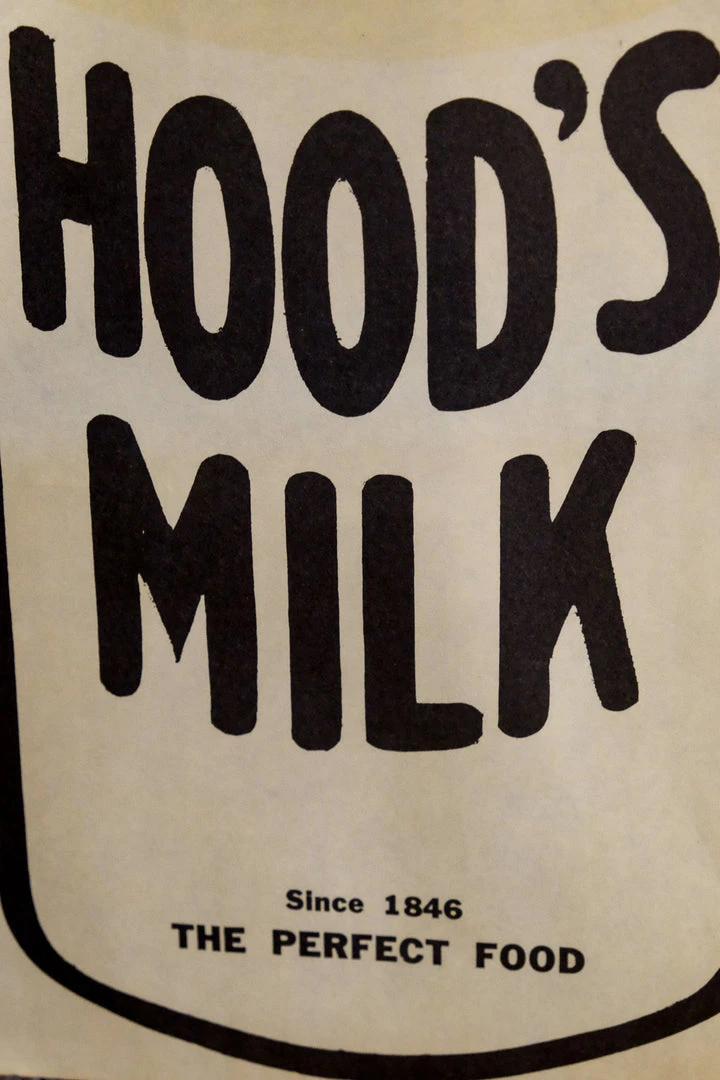 HOOD'S
MILK
Since 1846
THE PERFECT FOOD